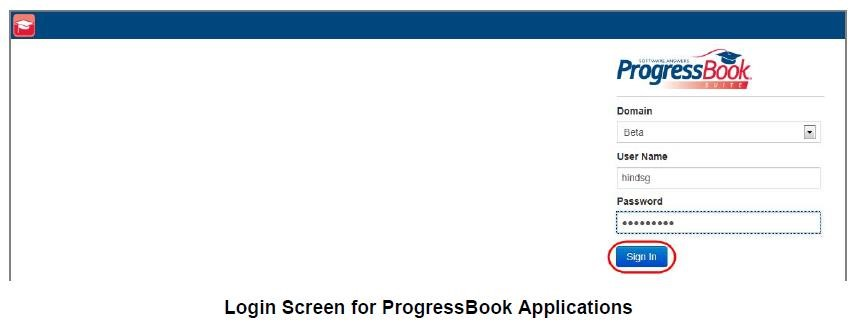 SOFTWARE ANSWERS
ProgressBook
SUITE
Domain
Beta
User Name
hindsg
Password
•••••••••
Sign In
Login Screen for ProgressBook Applications